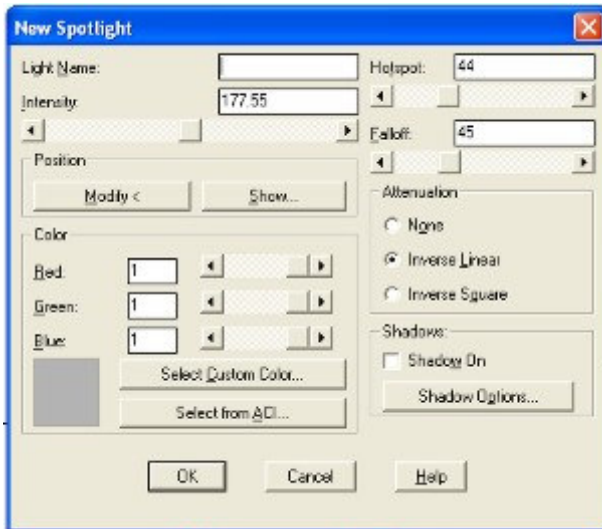 New Spotlight
Light Name:
Intensity: 177.55
Position
Modify <
Show...
Color
Red: 1
Green: 1
Blue: 1
Select Custom Color...
Select from ACI...
Hotspot: 44
Falloff: 45
Attenuation
None
Inverse Linear
Inverse Square
Shadows:
Shadow On
Shadow Options...
OK
Cancel
Help